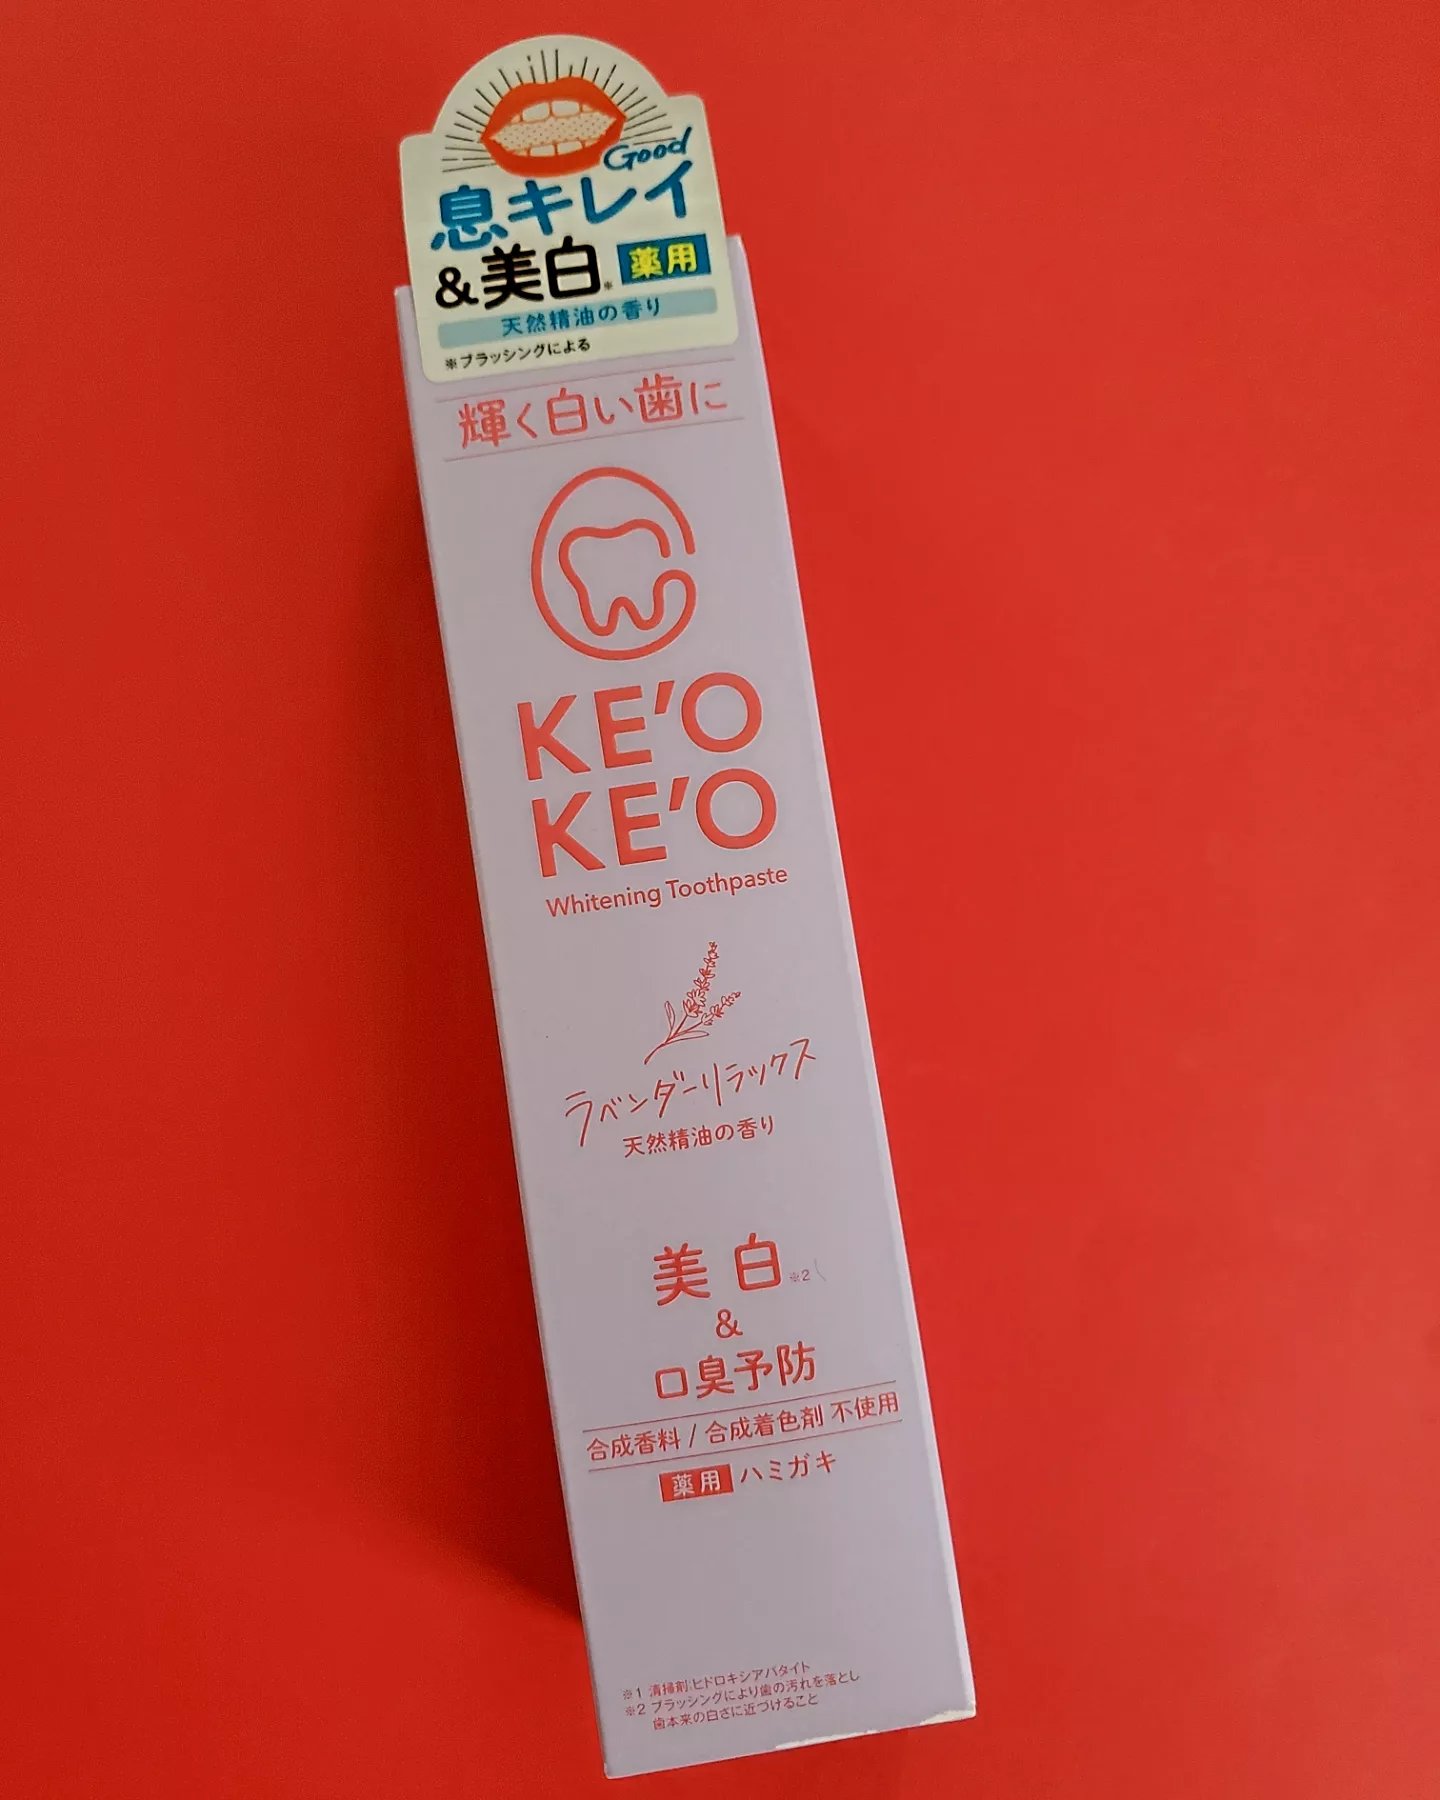 Good
息キレイ
&美白※ 薬用
天然精油の香り
※ブラッシングによる
輝く白い歯に
KE'O
KE'O
Whitening Toothpaste
ラベンダーリラックス
天然精油の香り
美白※2
&
口臭予防
合成香料/合成着色剤 不使用
薬用 ハミガキ
※1 清掃剤:ヒドロキシアパタイト
※2 ブラッシングにより歯の汚れを落とし
歯本来の白さに近づけること